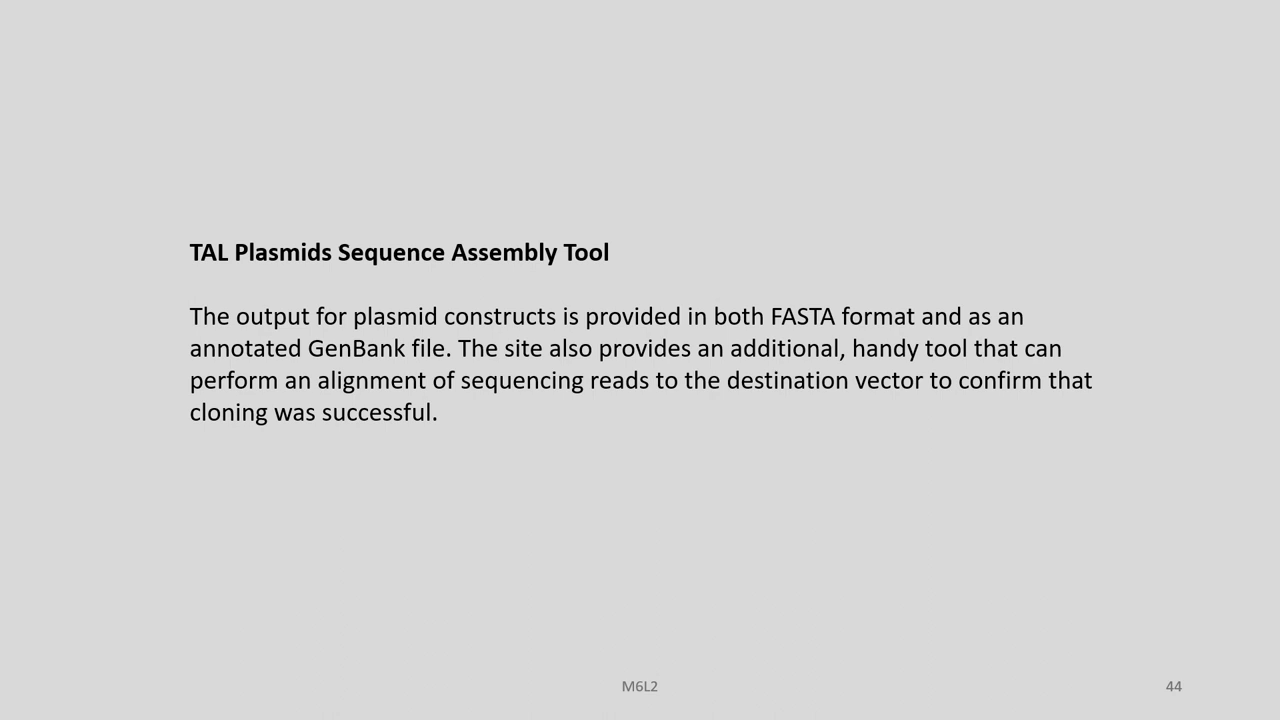 TAL Plasmids Sequence Assembly Tool
The output for plasmid constructs is provided in both FASTA format and as an
annotated GenBank file. The site also provides an additional, handy tool that can
perform an alignment of sequencing reads to the destination vector to confirm that
cloning was successful.
M6L2
44